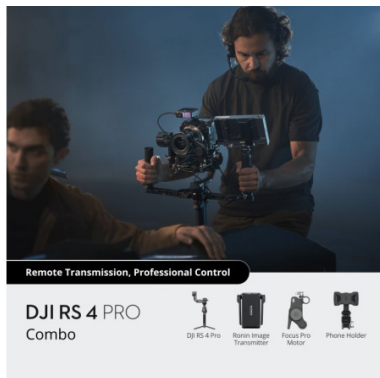 Remote Transmission, Professional Control
DJI RS 4 PRO
Combo
DJI RS 4 Pro
Ronin Image
Transmitter
Focus Pro
Motor
Phone Holder